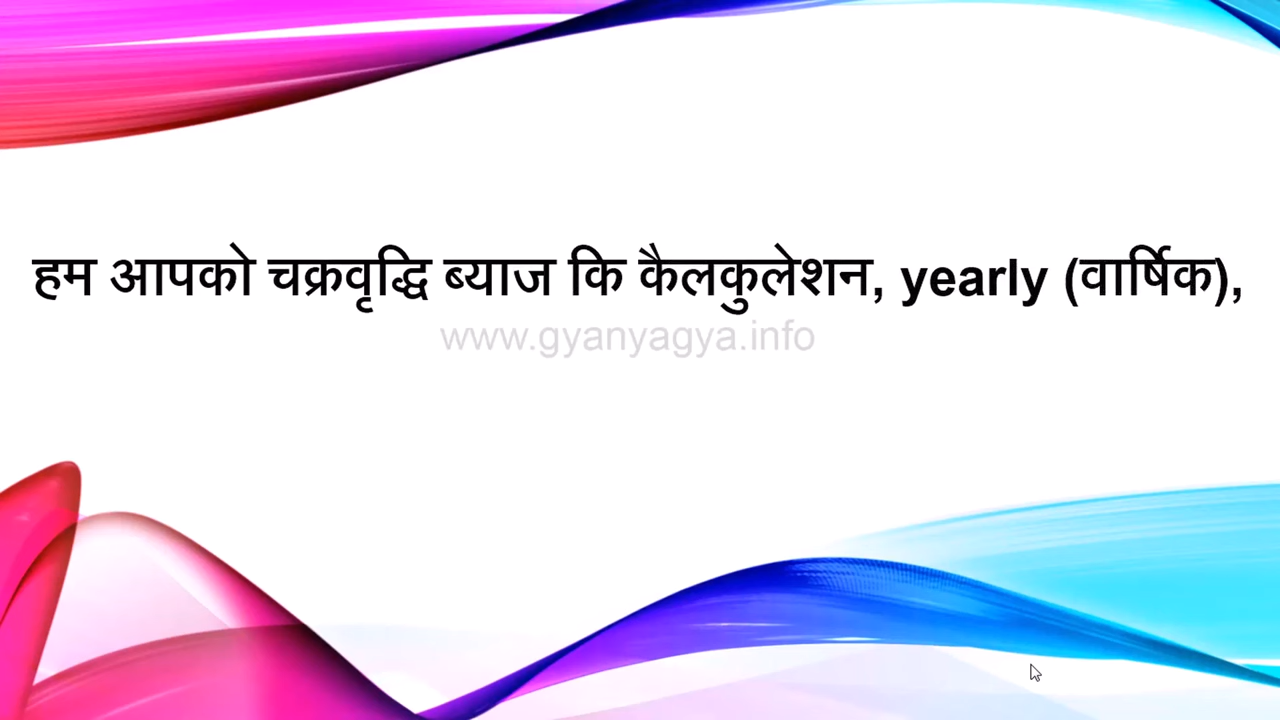 हम आपको चक्रवृद्धि ब्याज कि कैलकुलेशन, yearly (वार्षिक),
www.gyanyagya.info